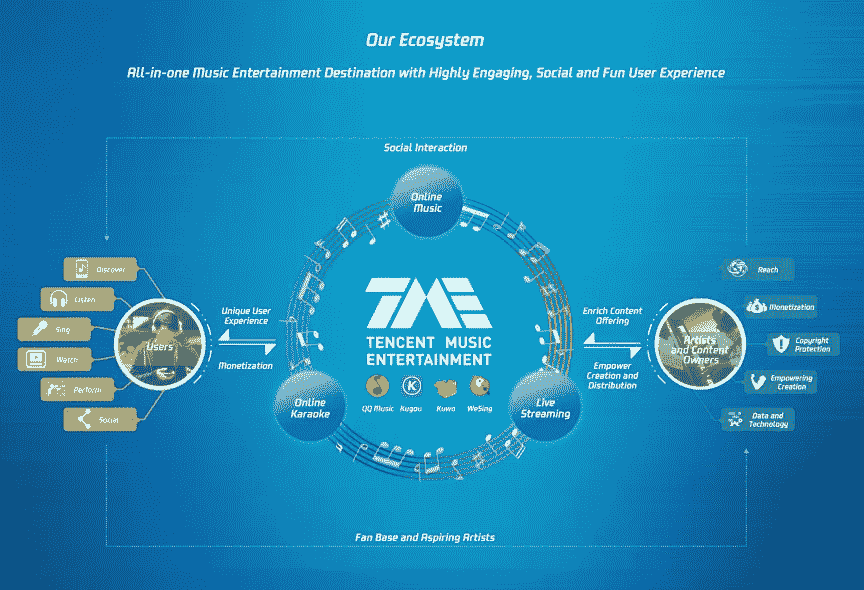 Our Ecosystem
All-in-one Music Entertainment Destination with Highly Engaging, Social and Fun User Experience
Social Interaction
Online
Music
Discover
Listen
Sing
Watch
Perform
Social
Users
Unique User
Experience
Monetization
TME
TENCENT MUSIC
ENTERTAINMENT
QQ Music
Kugou
Kuwo
WeSing
Online
Karaoke
Live
Streaming
Enrich Content
Offering
Empower
Creation and
Distribution
Artists
and Content
Owners
Reach
Monetization
Copyright
Protection
Empowering
Creation
Data and
Technology
Fan Base and Aspiring Artists